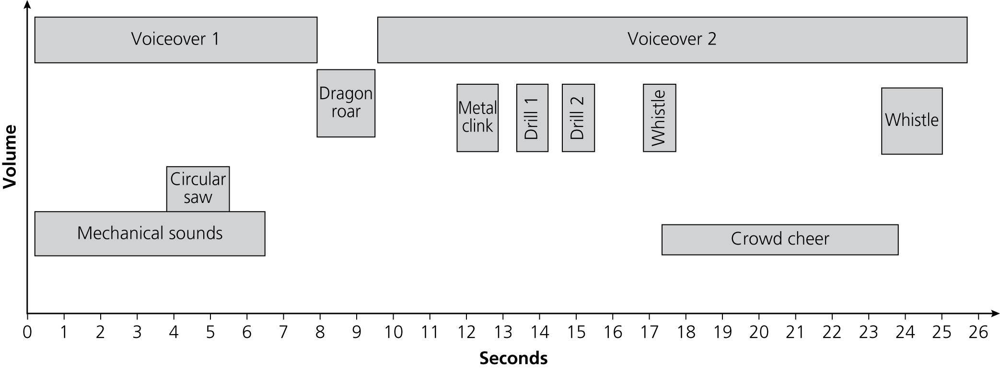 Voiceover 1
Voiceover 2
Dragon
roar
Metal
clink
Drill 1
Drill 2
Whistle
Whistle
Circular
saw
Mechanical sounds
Crowd cheer
Volume
0 1 2 3 4 5 6 7 8 9 10 11 12 13 14 15 16 17 18 19 20 21 22 23 24 25 26
Seconds